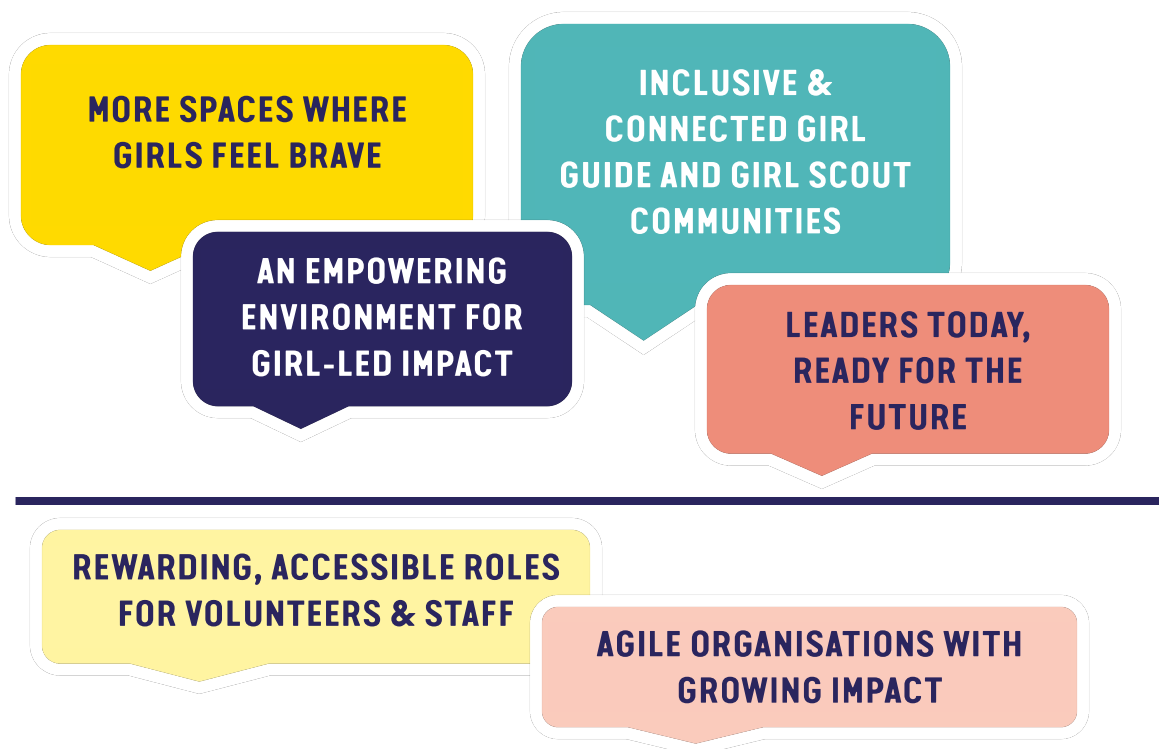 MORE SPACES WHERE
GIRLS FEEL BRAVE
INCLUSIVE &
CONNECTED GIRL
GUIDE AND GIRL SCOUT
COMMUNITIES
AN EMPOWERING
ENVIRONMENT FOR
GIRL-LED IMPACT
LEADERS TODAY,
READY FOR THE
FUTURE
REWARDING, ACCESSIBLE ROLES
FOR VOLUNTEERS & STAFF
AGILE ORGANISATIONS WITH
GROWING IMPACT